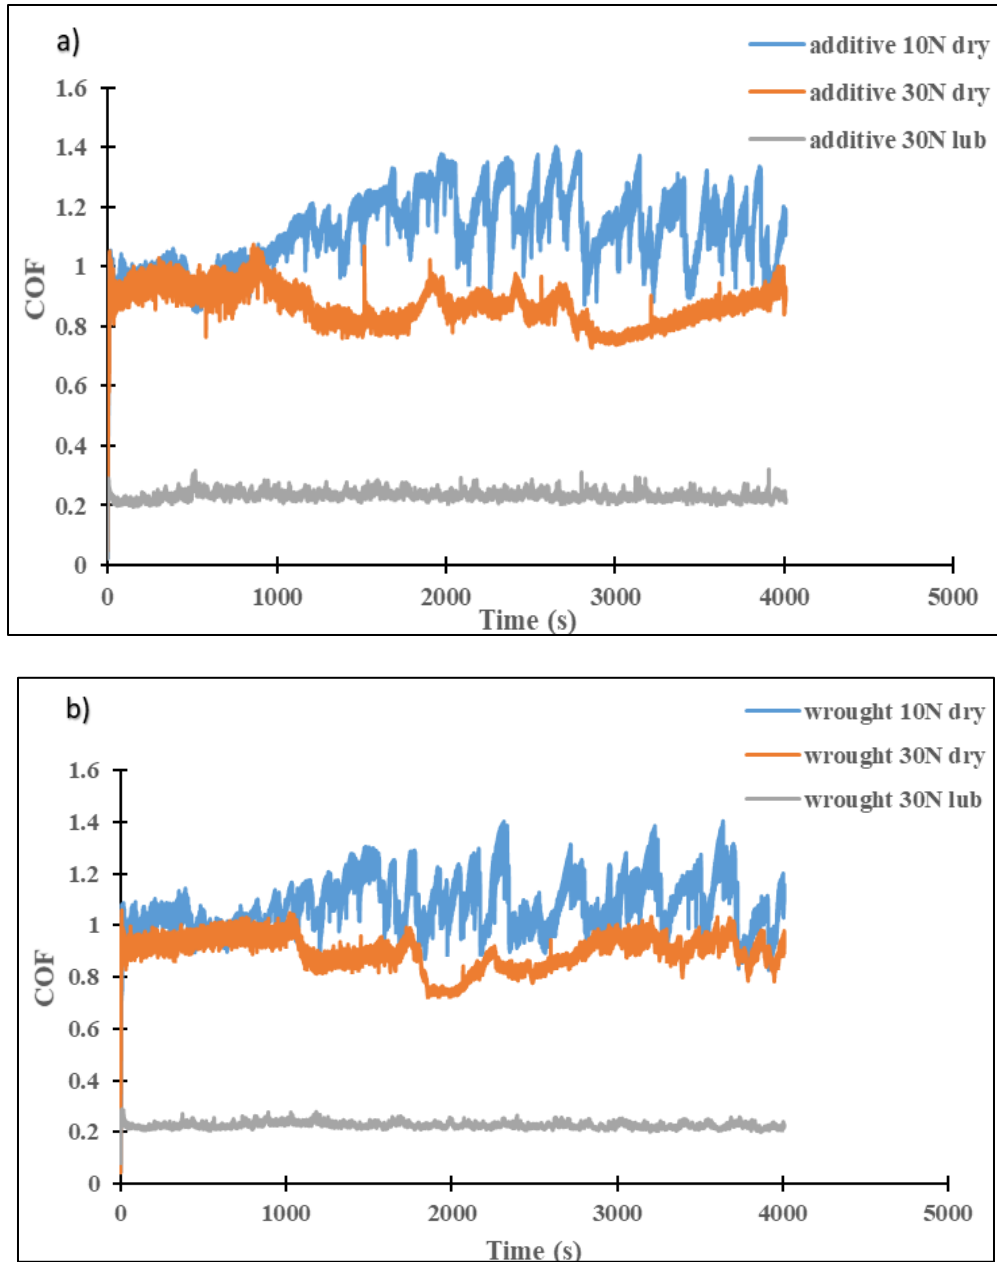 a)
additive 10N dry
additive 30N dry
additive 30N lub
1.6
1.4
1.2
1
0.8
0.6
0.4
0.2
0
COF
0 1000 2000 3000 4000 5000
Time (s)
b)
wrought 10N dry
wrought 30N dry
wrought 30N lub
1.6
1.4
1.2
1
0.8
0.6
0.4
0.2
0
COF
0 1000 2000 3000 4000 5000
Time (s)